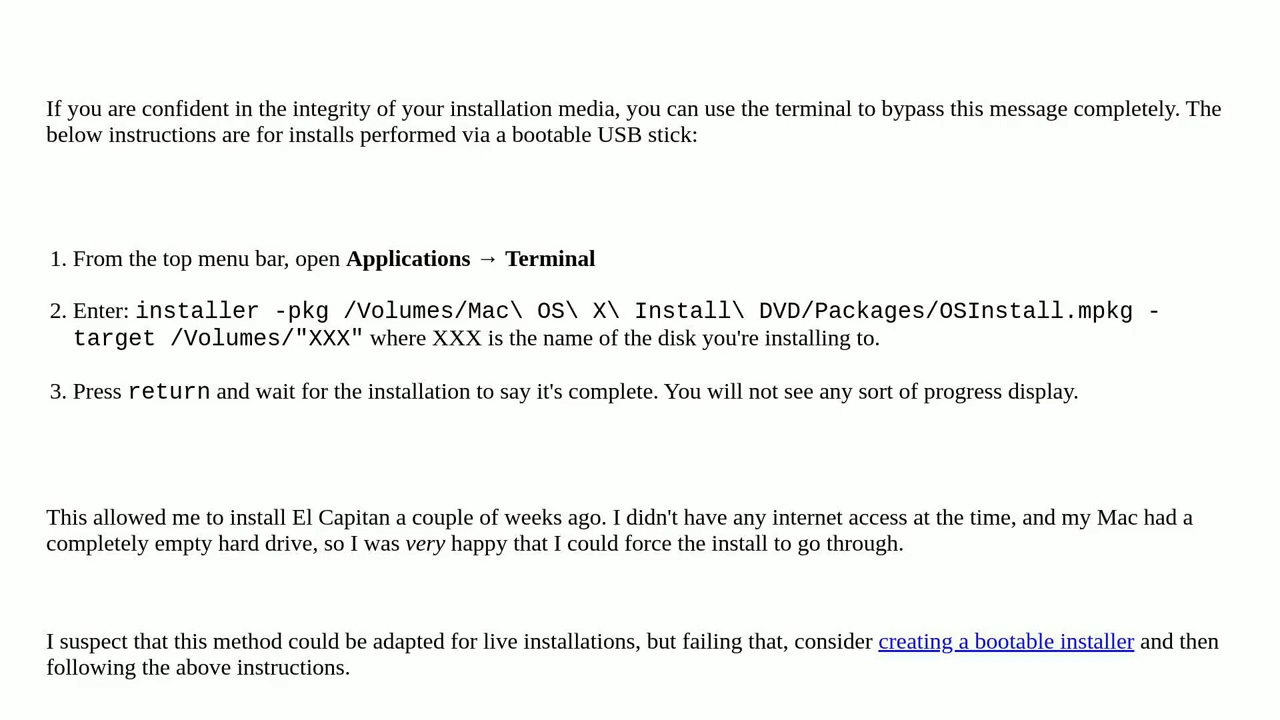 If you are confident in the integrity of your installation media, you can use the terminal to bypass this message completely. The
below instructions are for installs performed via a bootable USB stick:
1. From the top menu bar, open Applications → Terminal
2. Enter: installer -pkg /Volumes/Mac\ OS\ X\ Install\ DVD/Packages/OSInstall.mpkg -
target /Volumes/"XXX" where XXX is the name of the disk you're installing to.
3. Press return and wait for the installation to say it's complete. You will not see any sort of progress display.
This allowed me to install El Capitan a couple of weeks ago. I didn't have any internet access at the time, and my Mac had a
completely empty hard drive, so I was very happy that I could force the install to go through.
I suspect that this method could be adapted for live installations, but failing that, consider creating a bootable installer and then
following the above instructions.